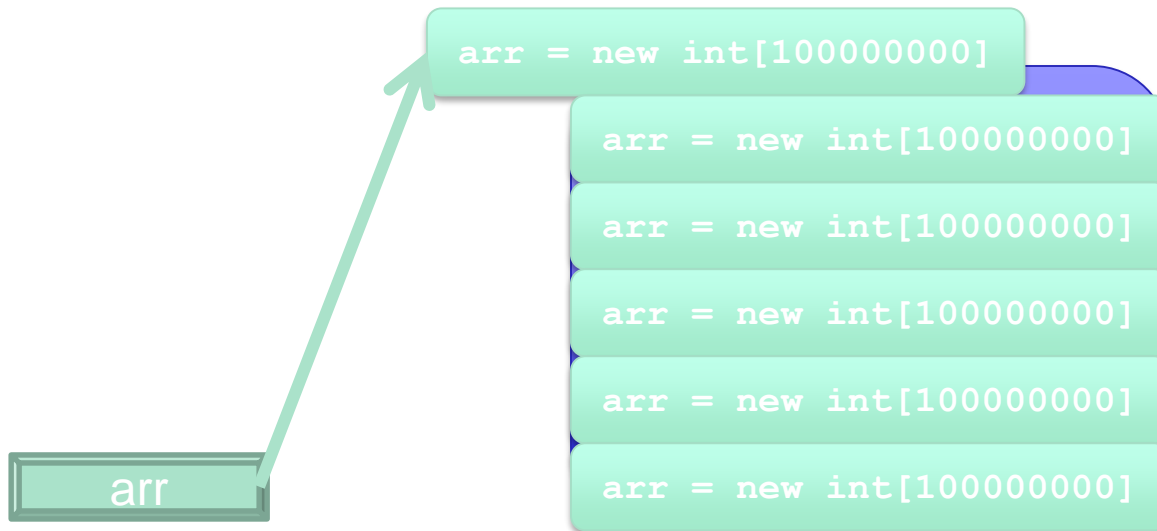 arr = new int[100000000]
arr = new int[100000000]
arr = new int[100000000]
arr = new int[100000000]
arr = new int[100000000]
arr = new int[100000000]
arr